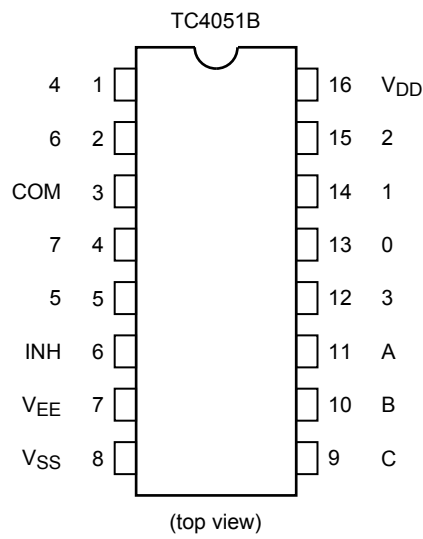 TC4051B
4 1 16 VDD
6 2 15 2
COM 3 14 1
7 4 13 0
5 5 12 3
INH 6 11 A
VEE 7 10 B
VSS 8 9 C
(top view)